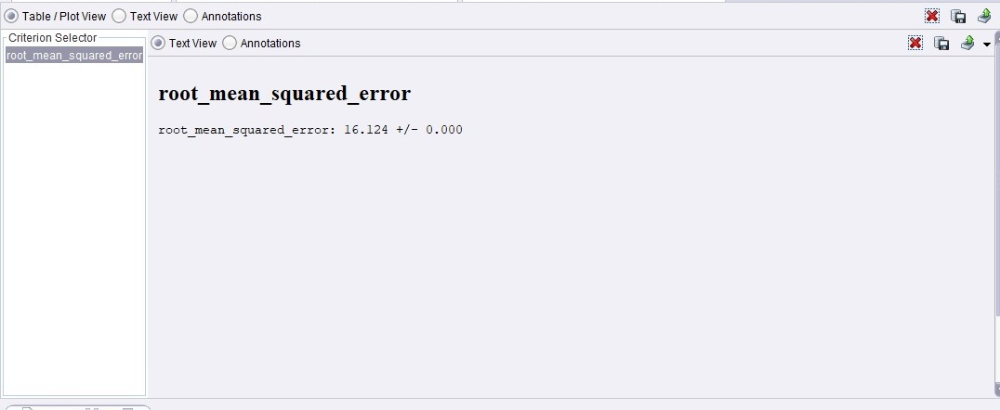 Table / Plot View Text View Annotations
Criterion Selector
root_mean_squared_error
Text View Annotations
root_mean_squared_error
root_mean_squared_error: 16.124 +/- 0.000